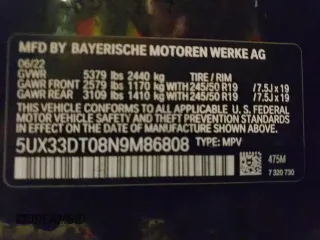 MFD BY BAYERISCHE MOTOREN WERKE AG
06/22
GVWR 5379 lbs 2440 kg TIRE / RIM
GAWR FRONT 2579 lbs 1170 kg WITH 245/50 R19 / 7.5J x 19
GAWR REAR 3109 lbs 1410 kg WITH 245/50 R19 / 7.5J x 19
THIS VEHICLE CONFORMS TO ALL APPLICABLE U. S. FEDERAL
MOTOR VEHICLE SAFETY STANDARDS IN EFFECT
ON THE DATE OF MANUFACTURE SHOWN ABOVE.
5UX33DT08N9M86808 TYPE: MPV
475M
7 320 730